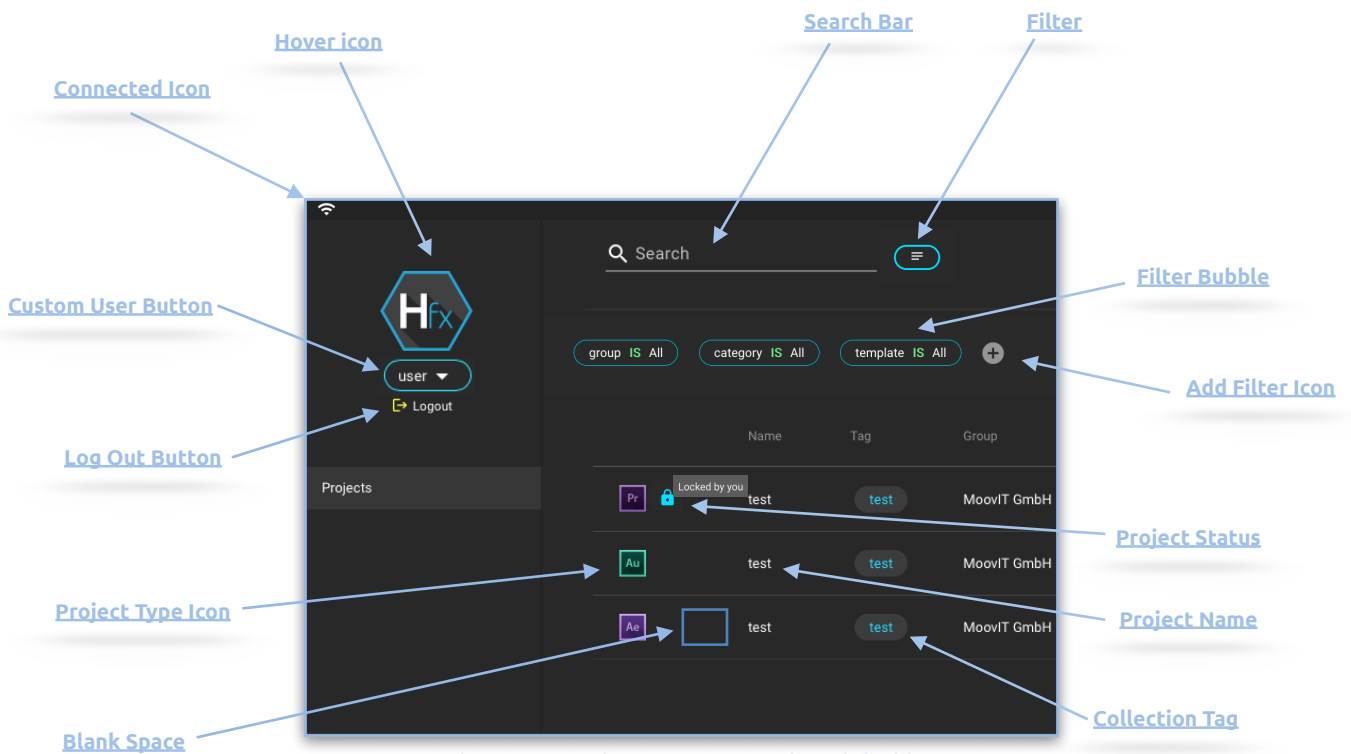 Search Bar
Filter
Hover icon
Connected Icon
Search
Filter Bubble
Custom User Button
Hfx
group IS All
category IS All
template IS All
user
Add Filter Icon
Logout
Name
Tag
Group
Log Out Button
Projects
Locked by you
Pr
test
test
MoovIT GmbH
Project Status
Au
test
test
MoovIT GmbH
Project Type Icon
Project Name
Ae
test
test
MoovIT GmbH
Collection Tag
Blank Space